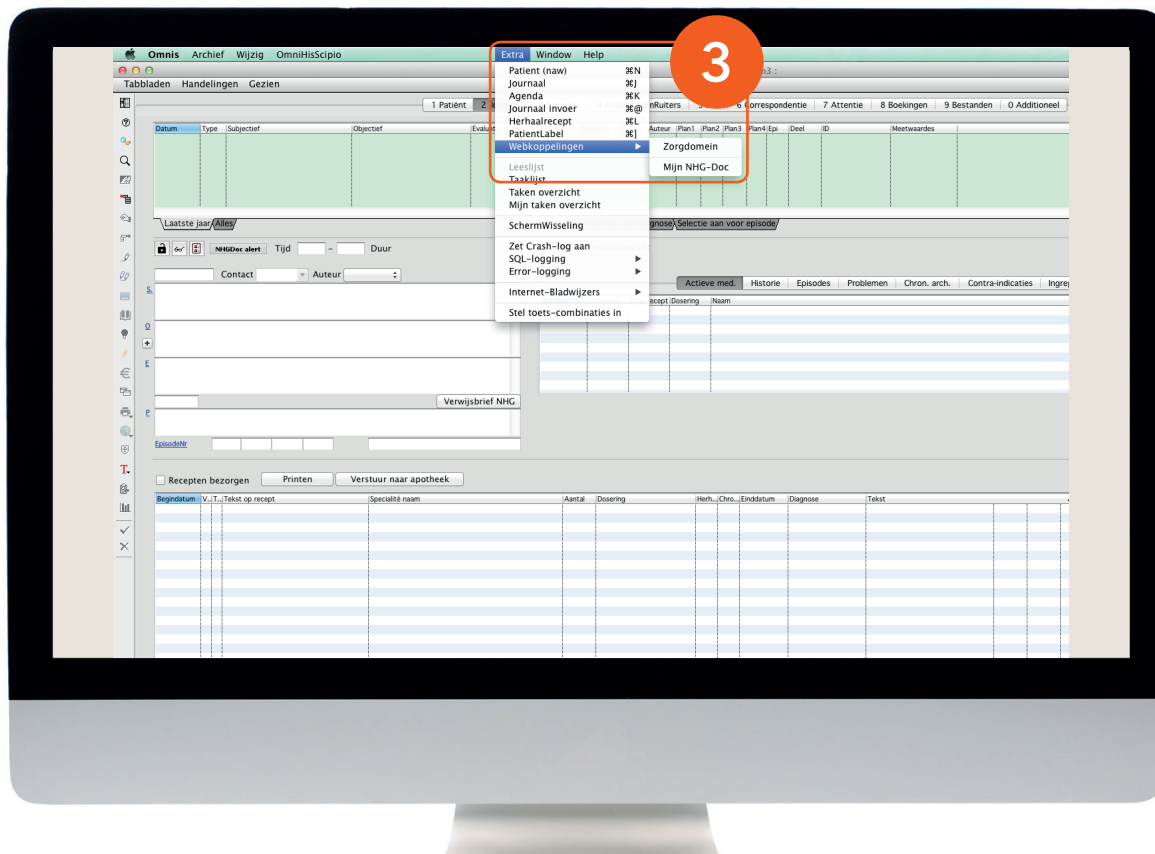 Omnis Archief Wijzig OmniHisScipio Extra Window Help
3
Tabbladen Handelingen Gezien
1 Patiënt 2 6 Correspondentie 7 Attentie 8 Boekingen 9 Bestanden 0 Additioneel
Datum Type Subjectief Objectief Auteur Plan1 Plan2 Plan3 Plan4 Epi Deel ID Meetwaardes
Patient (naw) ⌘N
Journaal ⌘J
Agenda ⌘K
Journaal invoer ⌘@
Herhaalrecept ⌘L
PatientLabel ⌘]
Webkoppelingen Zorgdomein
Mijn NHG-Doc
Leeslijst
Taaklijst
Taken overzicht
Mijn taken overzicht
SchermWisseling
Zet Crash-log aan
SQL-logging
Error-logging
Internet-Bladwijzers
Stel toets-combinaties in
Laatste jaar Alles Selectie aan voor episode
NHGDoc alert Tijd - Duur
Contact Auteur
Actieve med. Historie Episodes Problemen Chron. arch. Contra-indicaties
Dosering Naam
S.
O
+
E
Verwijsbrief NHG
P
EpisodeNr
Recepten bezorgen Printen Verstuur naar apotheek
Begindatum V... T... Tekst op recept Specialité naam Aantal Dosering Herh... Chro... Einddatum Diagnose Tekst